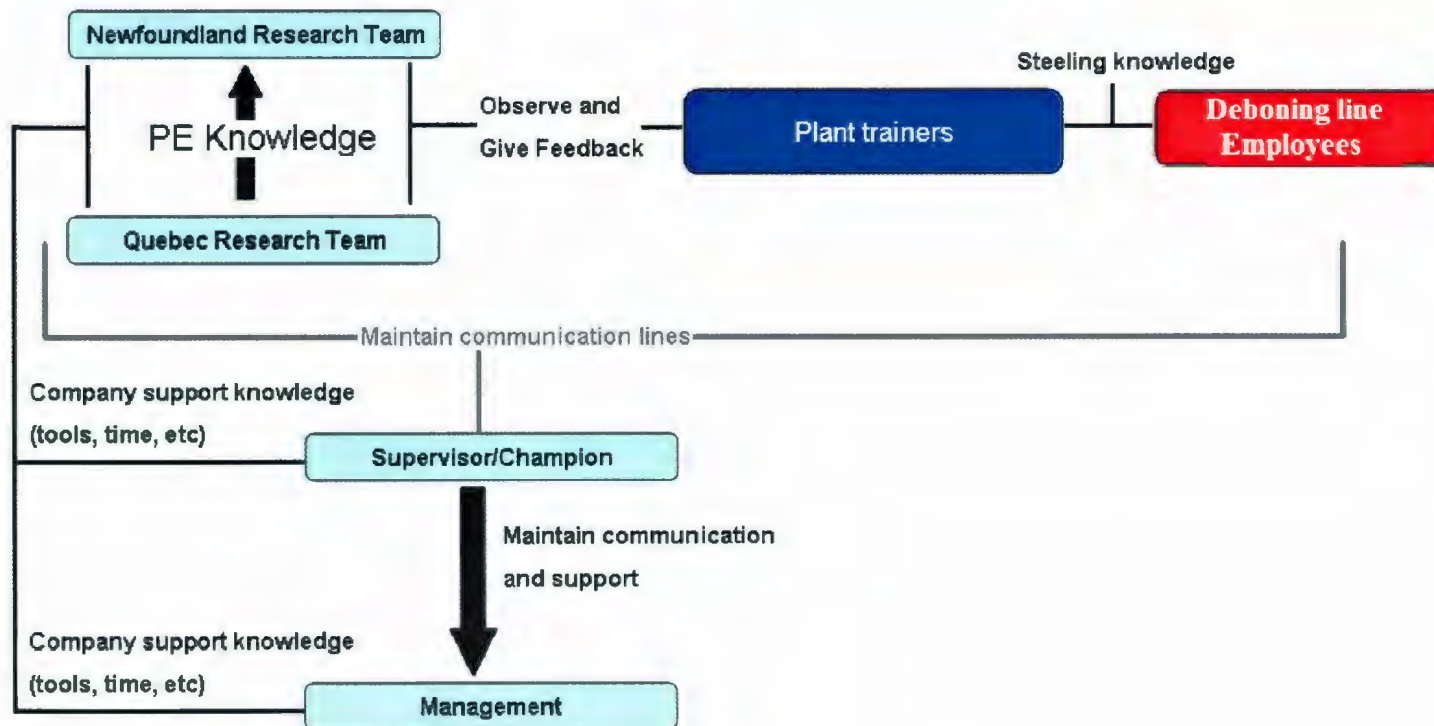 Newfoundland Research Team
PE Knowledge
Quebec Research Team
Observe and
Give Feedback
Plant trainers
Steeling knowledge
Deboning line
Employees
Maintain communication lines
Company support knowledge
(tools, time, etc)
Supervisor/Champion
Maintain communication
and support
Company support knowledge
(tools, time, etc)
Management